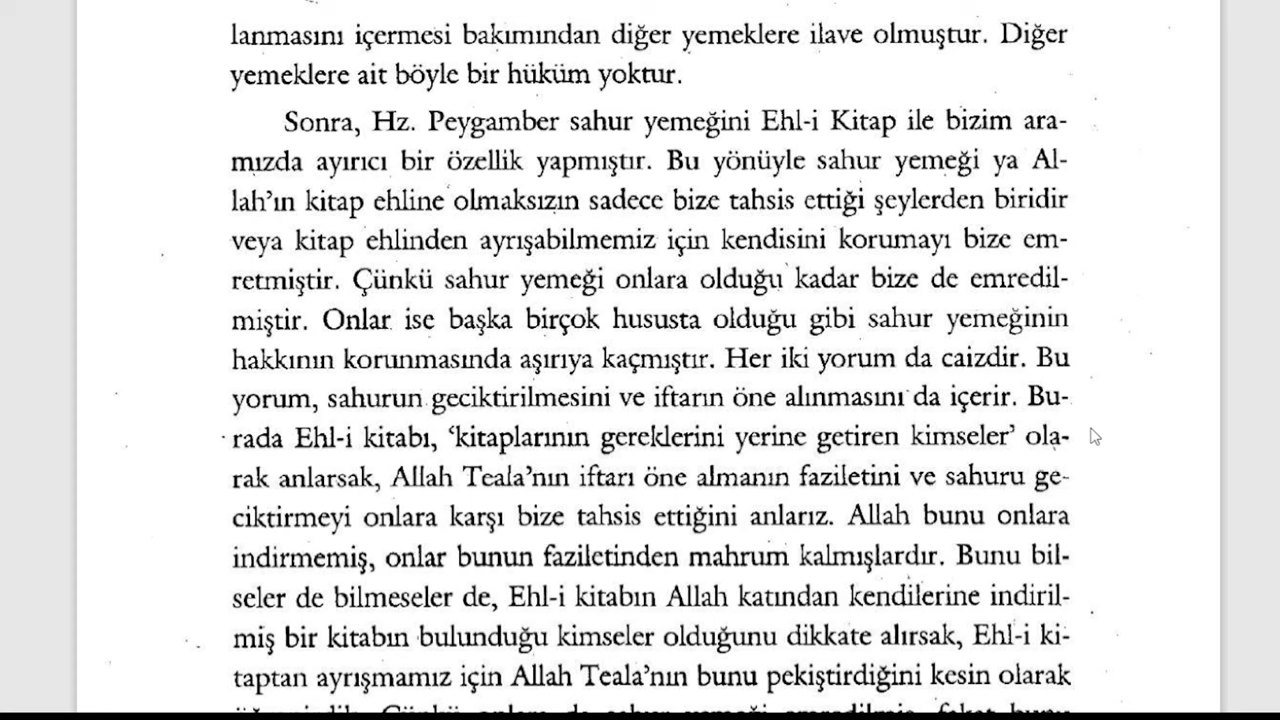 lanmasını içermesi bakımından diğer yemeklere ilave olmuştur. Diğer
yemeklere ait böyle bir hüküm yoktur.
Sonra, Hz. Peygamber sahur yemeğini Ehl-i Kitap ile bizim ara-
mızda ayırıcı bir özellik yapmıştır. Bu yönüyle sahur yemeği ya Al-
lah’ın kitap ehline olmaksızın sadece bize tahsis ettiği şeylerden biridir
veya kitap ehlinden ayrışabilmemiz için kendisini korumayı bize em-
retmiştir. Çünkü sahur yemeği onlara olduğu kadar bize de emredil-
miştir. Onlar ise başka birçok hususta olduğu gibi sahur yemeğinin
hakkının korunmasında aşırıya kaçmıştır. Her iki yorum da caizdir. Bu
yorum, sahurun geciktirilmesini ve iftarın öne alınmasını da içerir. Bu-
rada Ehl-i kitabı, ‘kitaplarının gereklerini yerine getiren kimseler’ ola-
rak anlarsak, Allah Teala’nın iftarı öne almanın faziletini ve sahuru ge-
ciktirmeyi onlara karşı bize tahsis ettiğini anlarız. Allah bunu onlara
indirmemiş, onlar bunun faziletinden mahrum kalmışlardır. Bunu bil-
seler de bilmeseler de, Ehl-i kitabın Allah katından kendilerine indiril-
miş bir kitabın bulunduğu kimseler olduğunu dikkate alırsak, Ehl-i ki-
taptan ayrışmamız için Allah Teala’nın bunu pekiştirdiğini kesin olarak